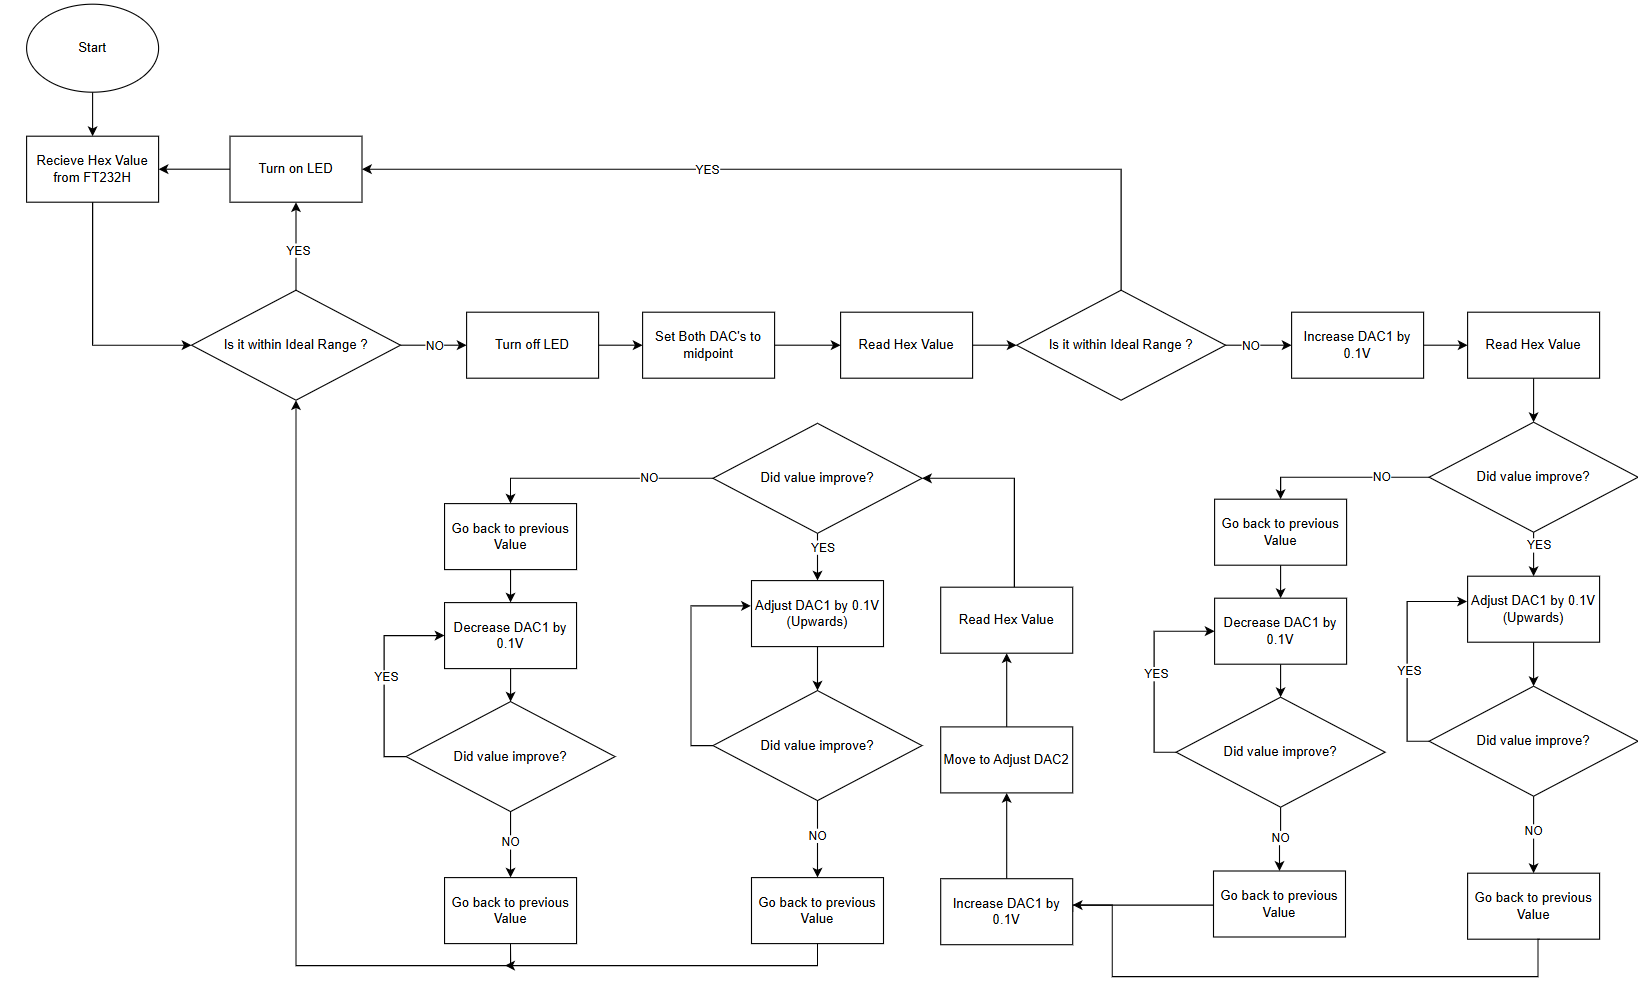 Start
Recieve Hex Value
from FT232H
Turn on LED
YES
YES
Is it within Ideal Range ?
NO
Turn off LED
Set Both DAC's to
midpoint
Read Hex Value
Is it within Ideal Range ?
NO
Increase DAC1 by
0.1V
Read Hex Value
Did value improve?
NO
YES
Go back to previous
Value
Adjust DAC1 by 0.1V
(Upwards)
Decrease DAC1 by
0.1V
YES
YES
Did value improve?
Did value improve?
NO
NO
Go back to previous
Value
Go back to previous
Value
Increase DAC1 by
0.1V
Move to Adjust DAC2
Read Hex Value
Did value improve?
NO
YES
Go back to previous
Value
Adjust DAC1 by 0.1V
(Upwards)
Decrease DAC1 by
0.1V
YES
Did value improve?
Did value improve?
NO
NO
Go back to previous
Value
Go back to previous
Value